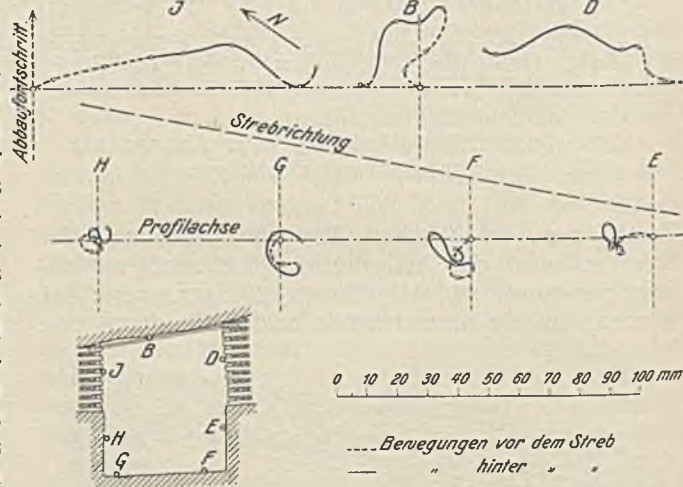 J N B D
Abbaufortschritt
Strebrichtung
H G F E
Profilachse
B
J D
H E
G F
0 10 20 30 40 50 60 70 80 90 100 mm
Bewegungen vor dem Streb
" hinter " "